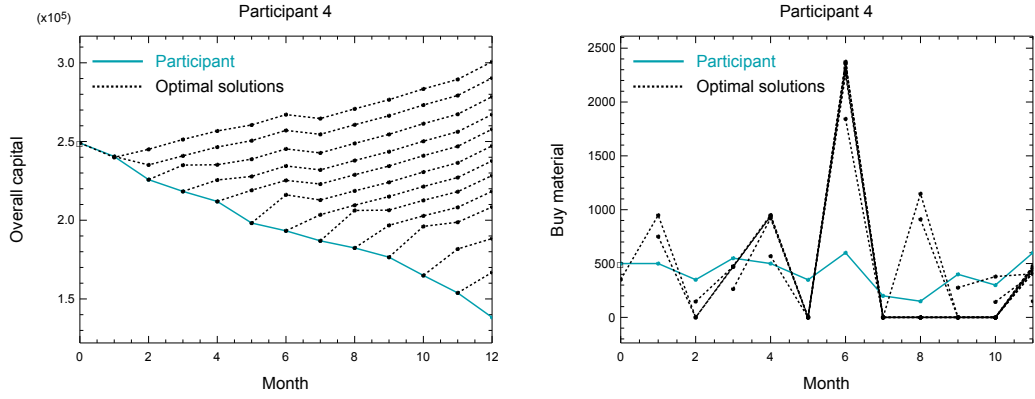 Participant 4
(x10⁵)
Participant
Optimal solutions
3.0
2.5
2.0
1.5
0 2 4 6 8 10 12
Overall capital
Month
Participant 4
Participant
Optimal solutions
2500
2000
1500
1000
500
0
0 2 4 6 8 10
Buy material
Month